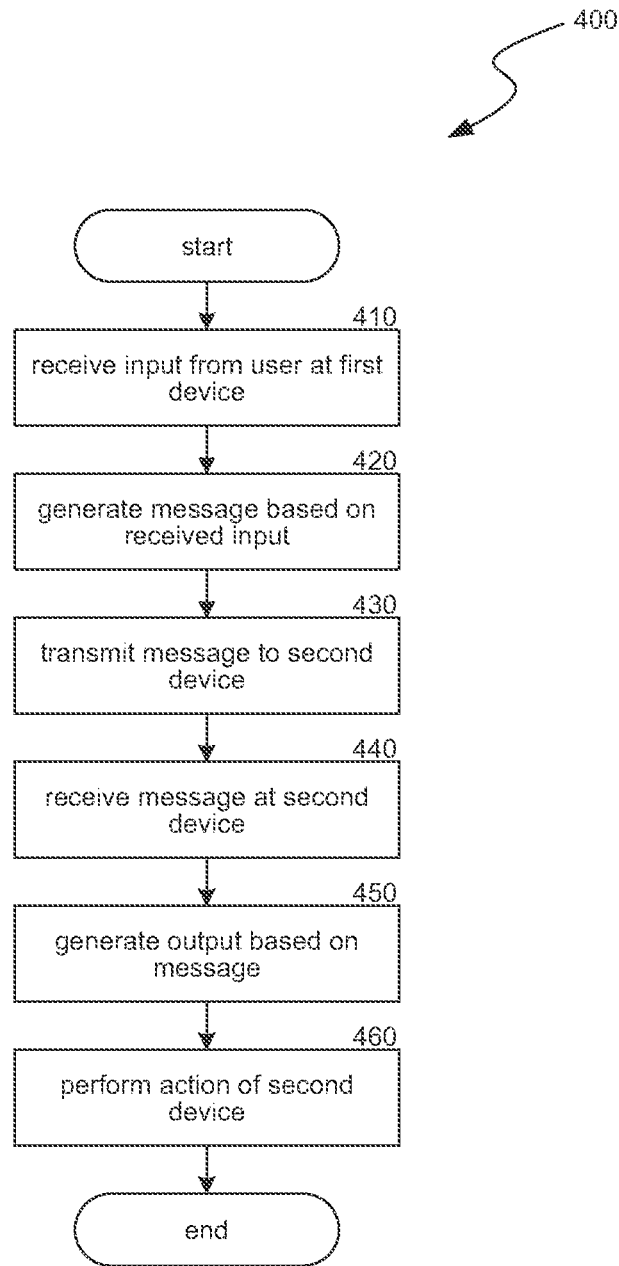 400
start
410
receive input from user at first
device
420
generate message based on
received input
430
transmit message to second
device
440
receive message at second
device
450
generate output based on
message
460
perform action of second
device
end